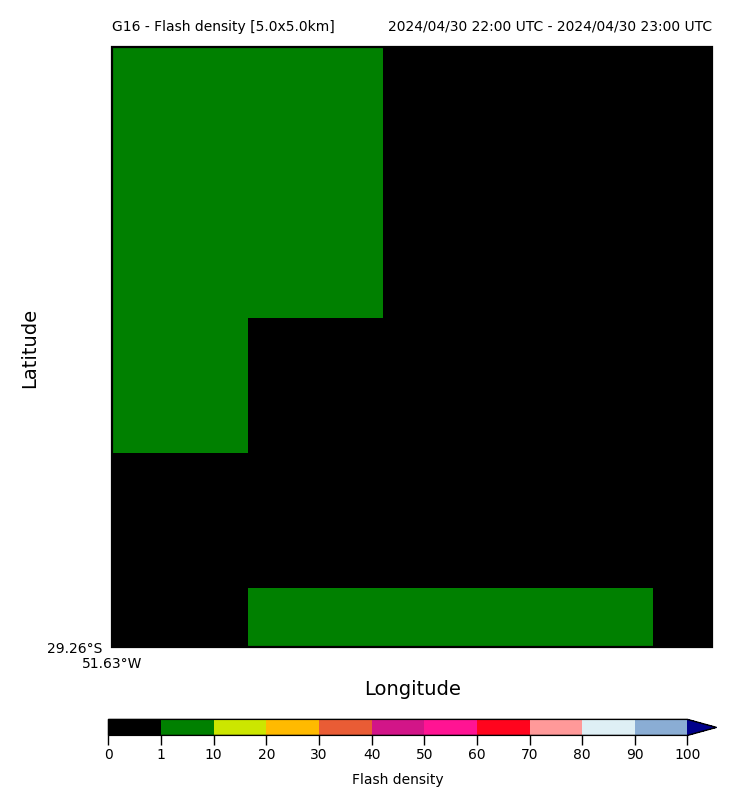 G16 - Flash density [5.0x5.0km] 2024/04/30 22:00 UTC - 2024/04/30 23:00 UTC
Latitude
29.26°S
51.63°W
Longitude
0 1 10 20 30 40 50 60 70 80 90 100
Flash density